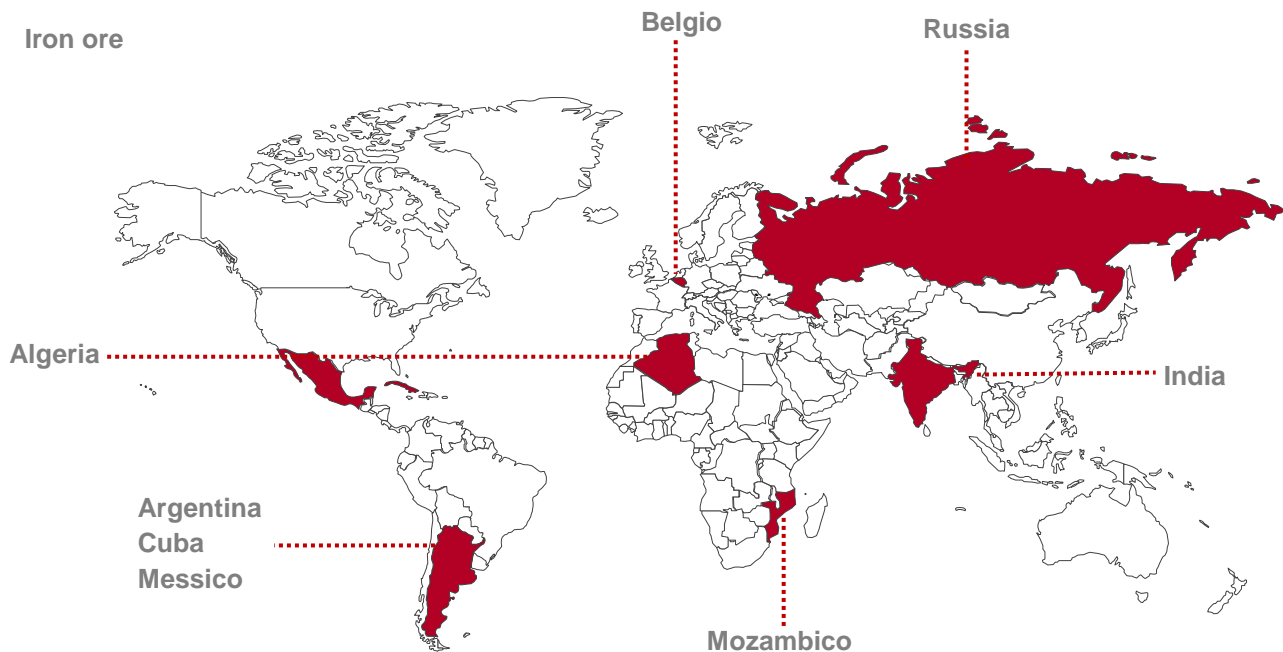 Iron ore
Belgio
Russia
Algeria
India
Argentina
Cuba
Messico
Mozambico